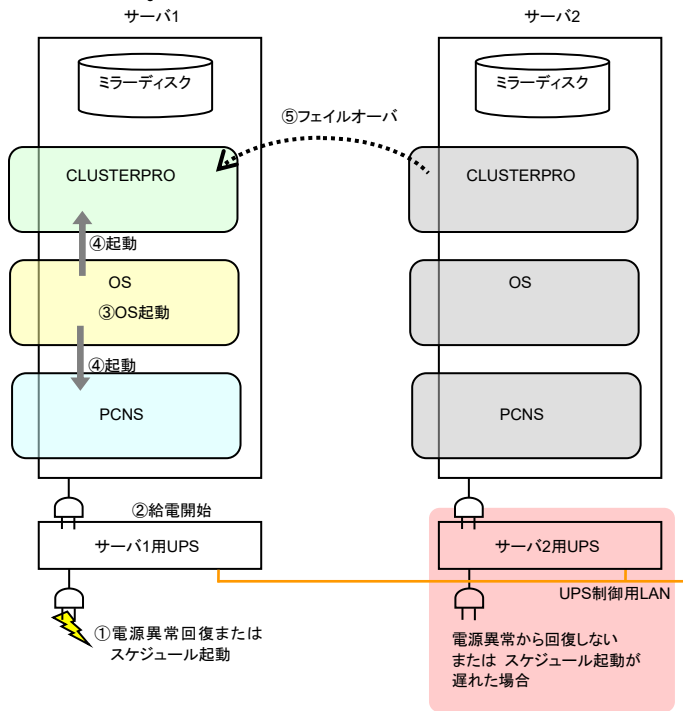 サーバ1
サーバ2
ミラーディスク
ミラーディスク
⑤フェイルオーバ
CLUSTERPRO
CLUSTERPRO
④起動
OS
③OS起動
OS
④起動
PCNS
PCNS
②給電開始
サーバ1用UPS
サーバ2用UPS
UPS制御用LAN
①電源異常回復または
スケジュール起動
電源異常から回復しない
または スケジュール起動が
遅れた場合